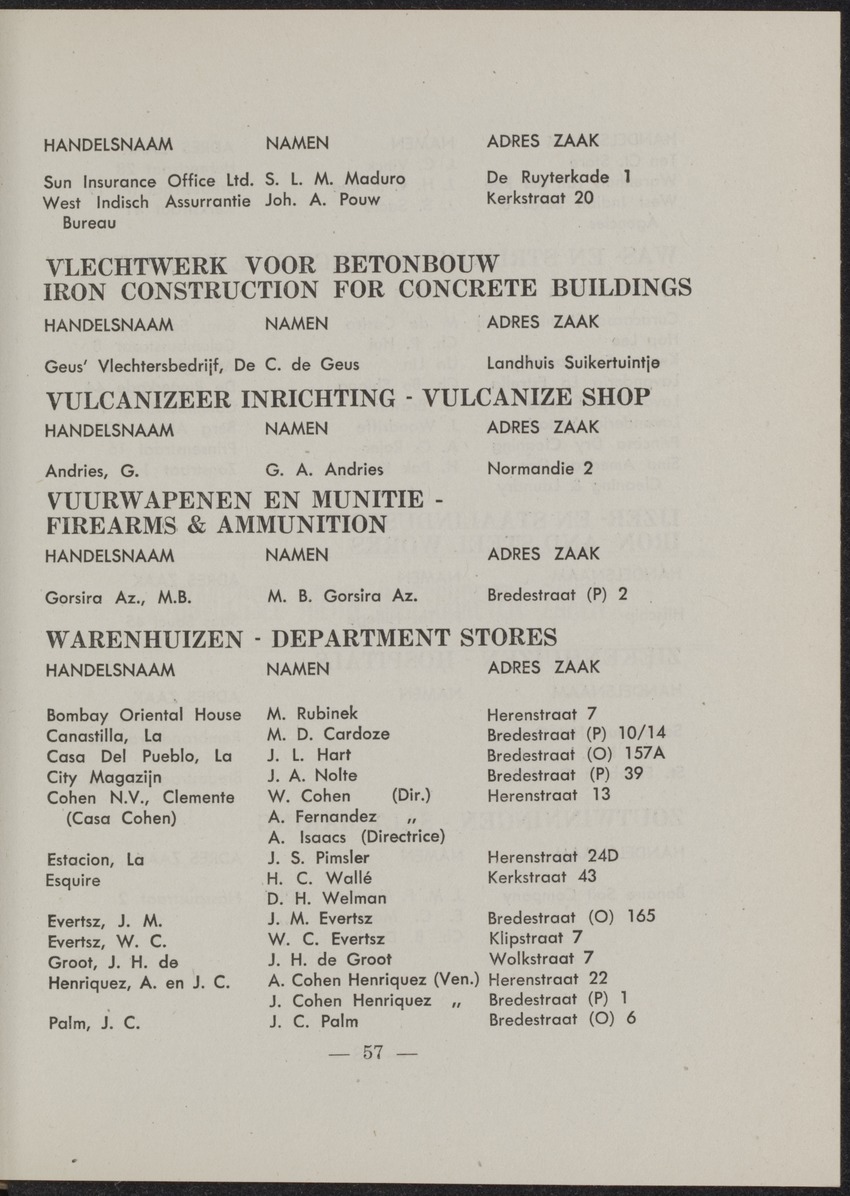 HANDELSNAAM NAMEN ADRES ZAAK
Sun Insurance Office Ltd. S. L. M. Maduro De Ruyterkade 1
West Indisch Assurrantie Joh. A. Pouw Kerkstraat 20
Bureau
VLECHTWERK VOOR BETONBOUW
IRON CONSTRUCTION FOR CONCRETE BUILDINGS
HANDELSNAAM NAMEN ADRES ZAAK
Geus' Vlechtersbedrijf, De C. de Geus Landhuis Suikertuintje
VULCANIZEER INRICHTING - VULCANIZE SHOP
HANDELSNAAM NAMEN ADRES ZAAK
Andries, G. G. A. Andries Normandie 2
VUURWAPENEN EN MUNITIE -
FIREARMS & AMMUNITION
HANDELSNAAM NAMEN ADRES ZAAK
Gorsira Az., M.B. M. B. Gorsira Az. Bredestraat (P) 2
WARENHUIZEN - DEPARTMENT STORES
HANDELSNAAM NAMEN ADRES ZAAK
Bombay Oriental House M. Rubinek Herenstraat 7
Canastilla, La M. D. Cardoze Bredestraat (P) 10/14
Casa Del Pueblo, La J. L. Hart Bredestraat (O) 157A
City Magazijn J. A. Nolte Bredestraat (P) 39
Cohen N.V., Clemente W. Cohen (Dir.) Herenstraat 13
(Casa Cohen) A. Fernandez „
A. Isaacs (Directrice)
Estacion, La J. S. Pimsler Herenstraat 24D
Esquire H. C. Wallé Kerkstraat 43
D. H. Welman
Evertsz, J. M. J. M. Evertsz Bredestraat (O) 165
Evertsz, W. C. W. C. Evertsz Klipstraat 7
Groot, J. H. de J. H. de Groot Wolkstraat 7
Henriquez, A. en J. C. A. Cohen Henriquez (Ven.) Herenstraat 22
J. Cohen Henriquez „ Bredestraat (P) 1
Palm, J. C. J. C. Palm Bredestraat (O) 6
— 57 —